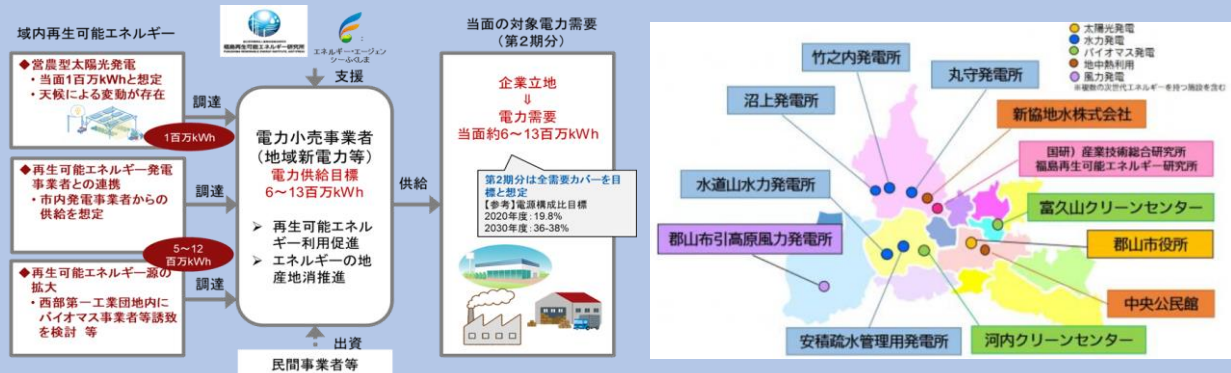 域内再生可能エネルギー
◆営農型太陽光発電
・当面1百万kWhと想定
・天候による変動が存在
調達
1百万kWh
◆再生可能エネルギー発電
事業者との連携
・市内発電事業者からの
供給を想定
調達
5～12
百万kWh
◆再生可能エネルギー源の
拡大
・西部第一工業団地内に
バイオマス事業者等誘致
を検討 等
調達
福島再生可能エネルギー研究所
エネルギー・エージェン
シーふくしま
支援
電力小売事業者
(地域新電力等)
電力供給目標
6～13百万kWh
➢ 再生可能エネル
ギー利用促進
➢ エネルギーの地
産地消推進
出資
民間事業者等
供給
当面の対象電力需要
(第2期分)
企業立地
⇓
電力需要
当面約6～13百万kWh
第2期分は全需要カバーを目
標と想定
【参考】電源構成比目標
2020年度：19.8%
2030年度：36-38%
太陽光発電
水力発電
バイオマス発電
地中熱利用
風力発電
※複数の次世代エネルギーを持つ施設を含む
竹之内発電所
丸守発電所
沼上発電所
新協地水株式会社
国研）産業技術総合研究所
福島再生可能エネルギー研究所
水道山水力発電所
富久山クリーンセンター
郡山布引高原風力発電所
郡山市役所
中央公民館
安積疏水管理用発電所
河内クリーンセンター